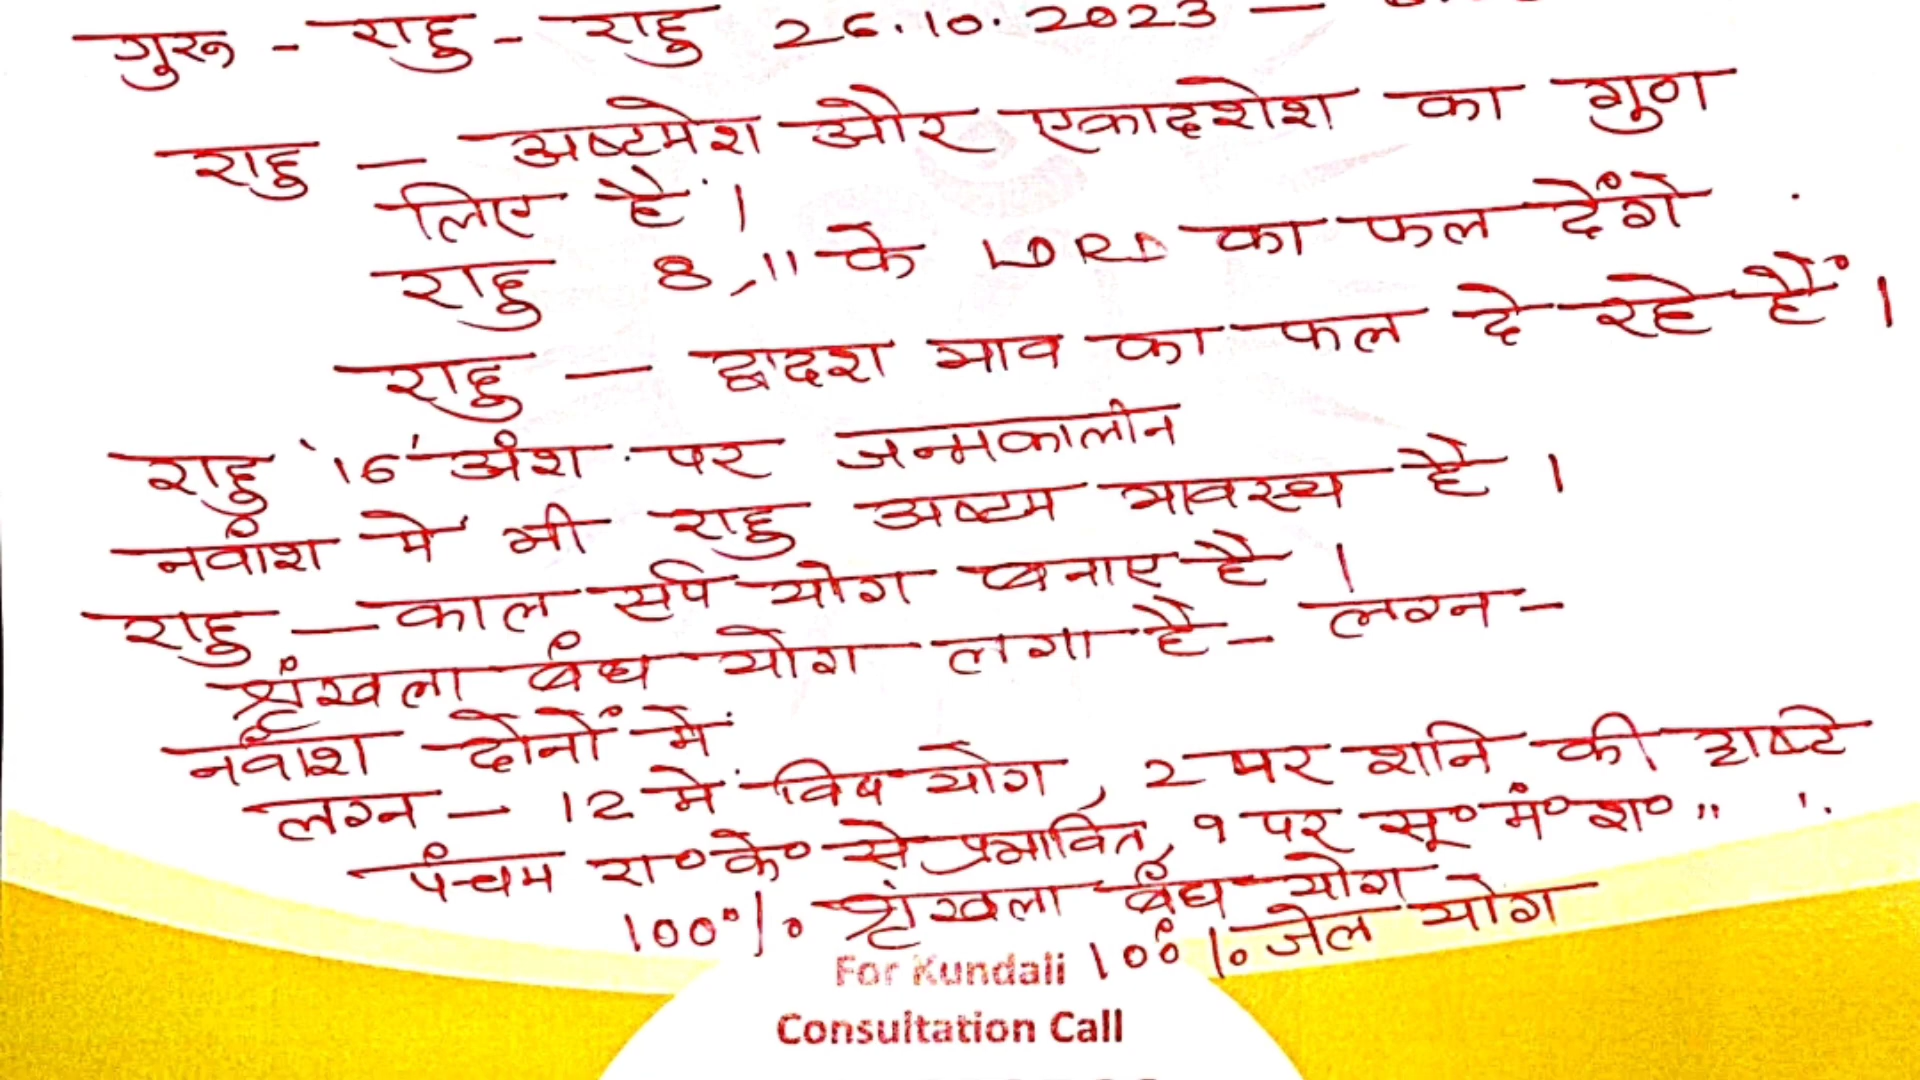 गुरु - राहु - राहु 26.10.2023 -
राहु - अष्टमेश और एकादशेश का गुण
लिए है ।
राहु 8,11 के LORD का फल देंगे
राहु - द्वादश भाव का फल दे रहे हैं ।
राहु '16' अंश पर जन्मकालीन
नवांश मे भी राहु अष्टम भावस्थ है ।
राहु - काल सर्प योग बनाए है ।
श्रृंखला बंध योग लगा है - लग्न -
नवांश दोनों में
लग्न - 12 में विष योग, 2 पर शनि की दृष्टि
पंचम रा० के० से प्रभावित, 9 पर सू० मं० श० " "
100% श्रृंखला बंध योग
100% जेल योग
For Kundali
Consultation Call